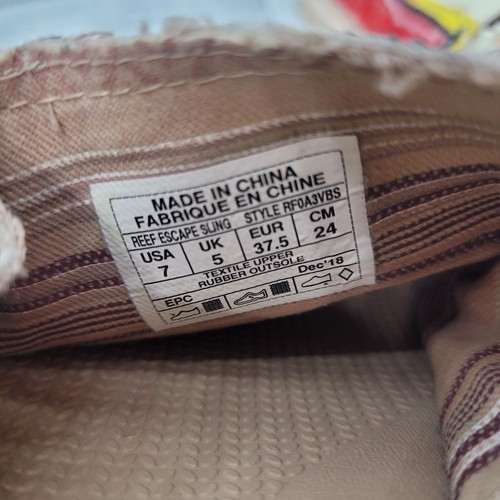 MADE IN CHINA
FABRIQUE EN CHINE
REEF ESCAPE SLING STYLE RF0A3VBS
USA UK EUR CM
7 5 37.5 24
TEXTILE UPPER
RUBBER OUTSOLE
EPC Dec'18